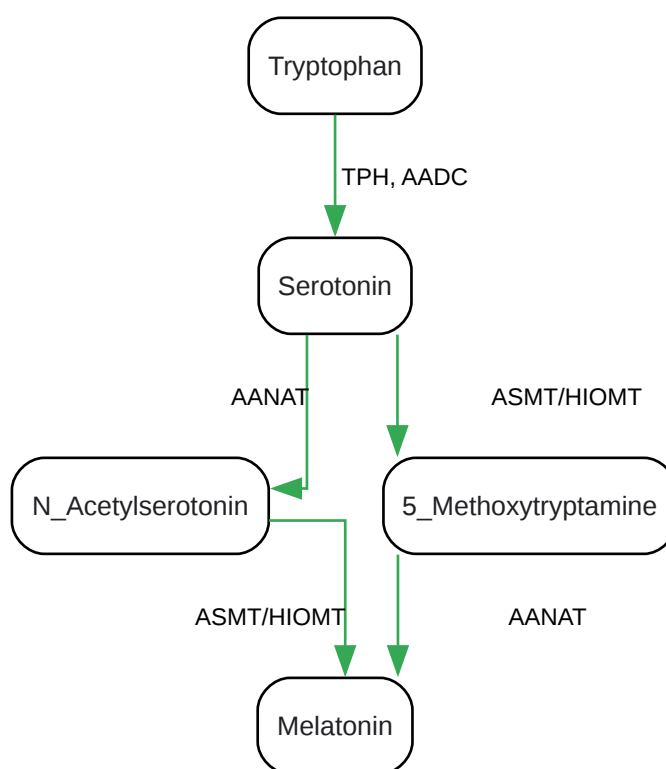 Tryptophan
TPH, AADC
Serotonin
AANAT
ASMT/HIOMT
N_Acetylserotonin
5_Methoxytryptamine
ASMT/HIOMT
AANAT
Melatonin